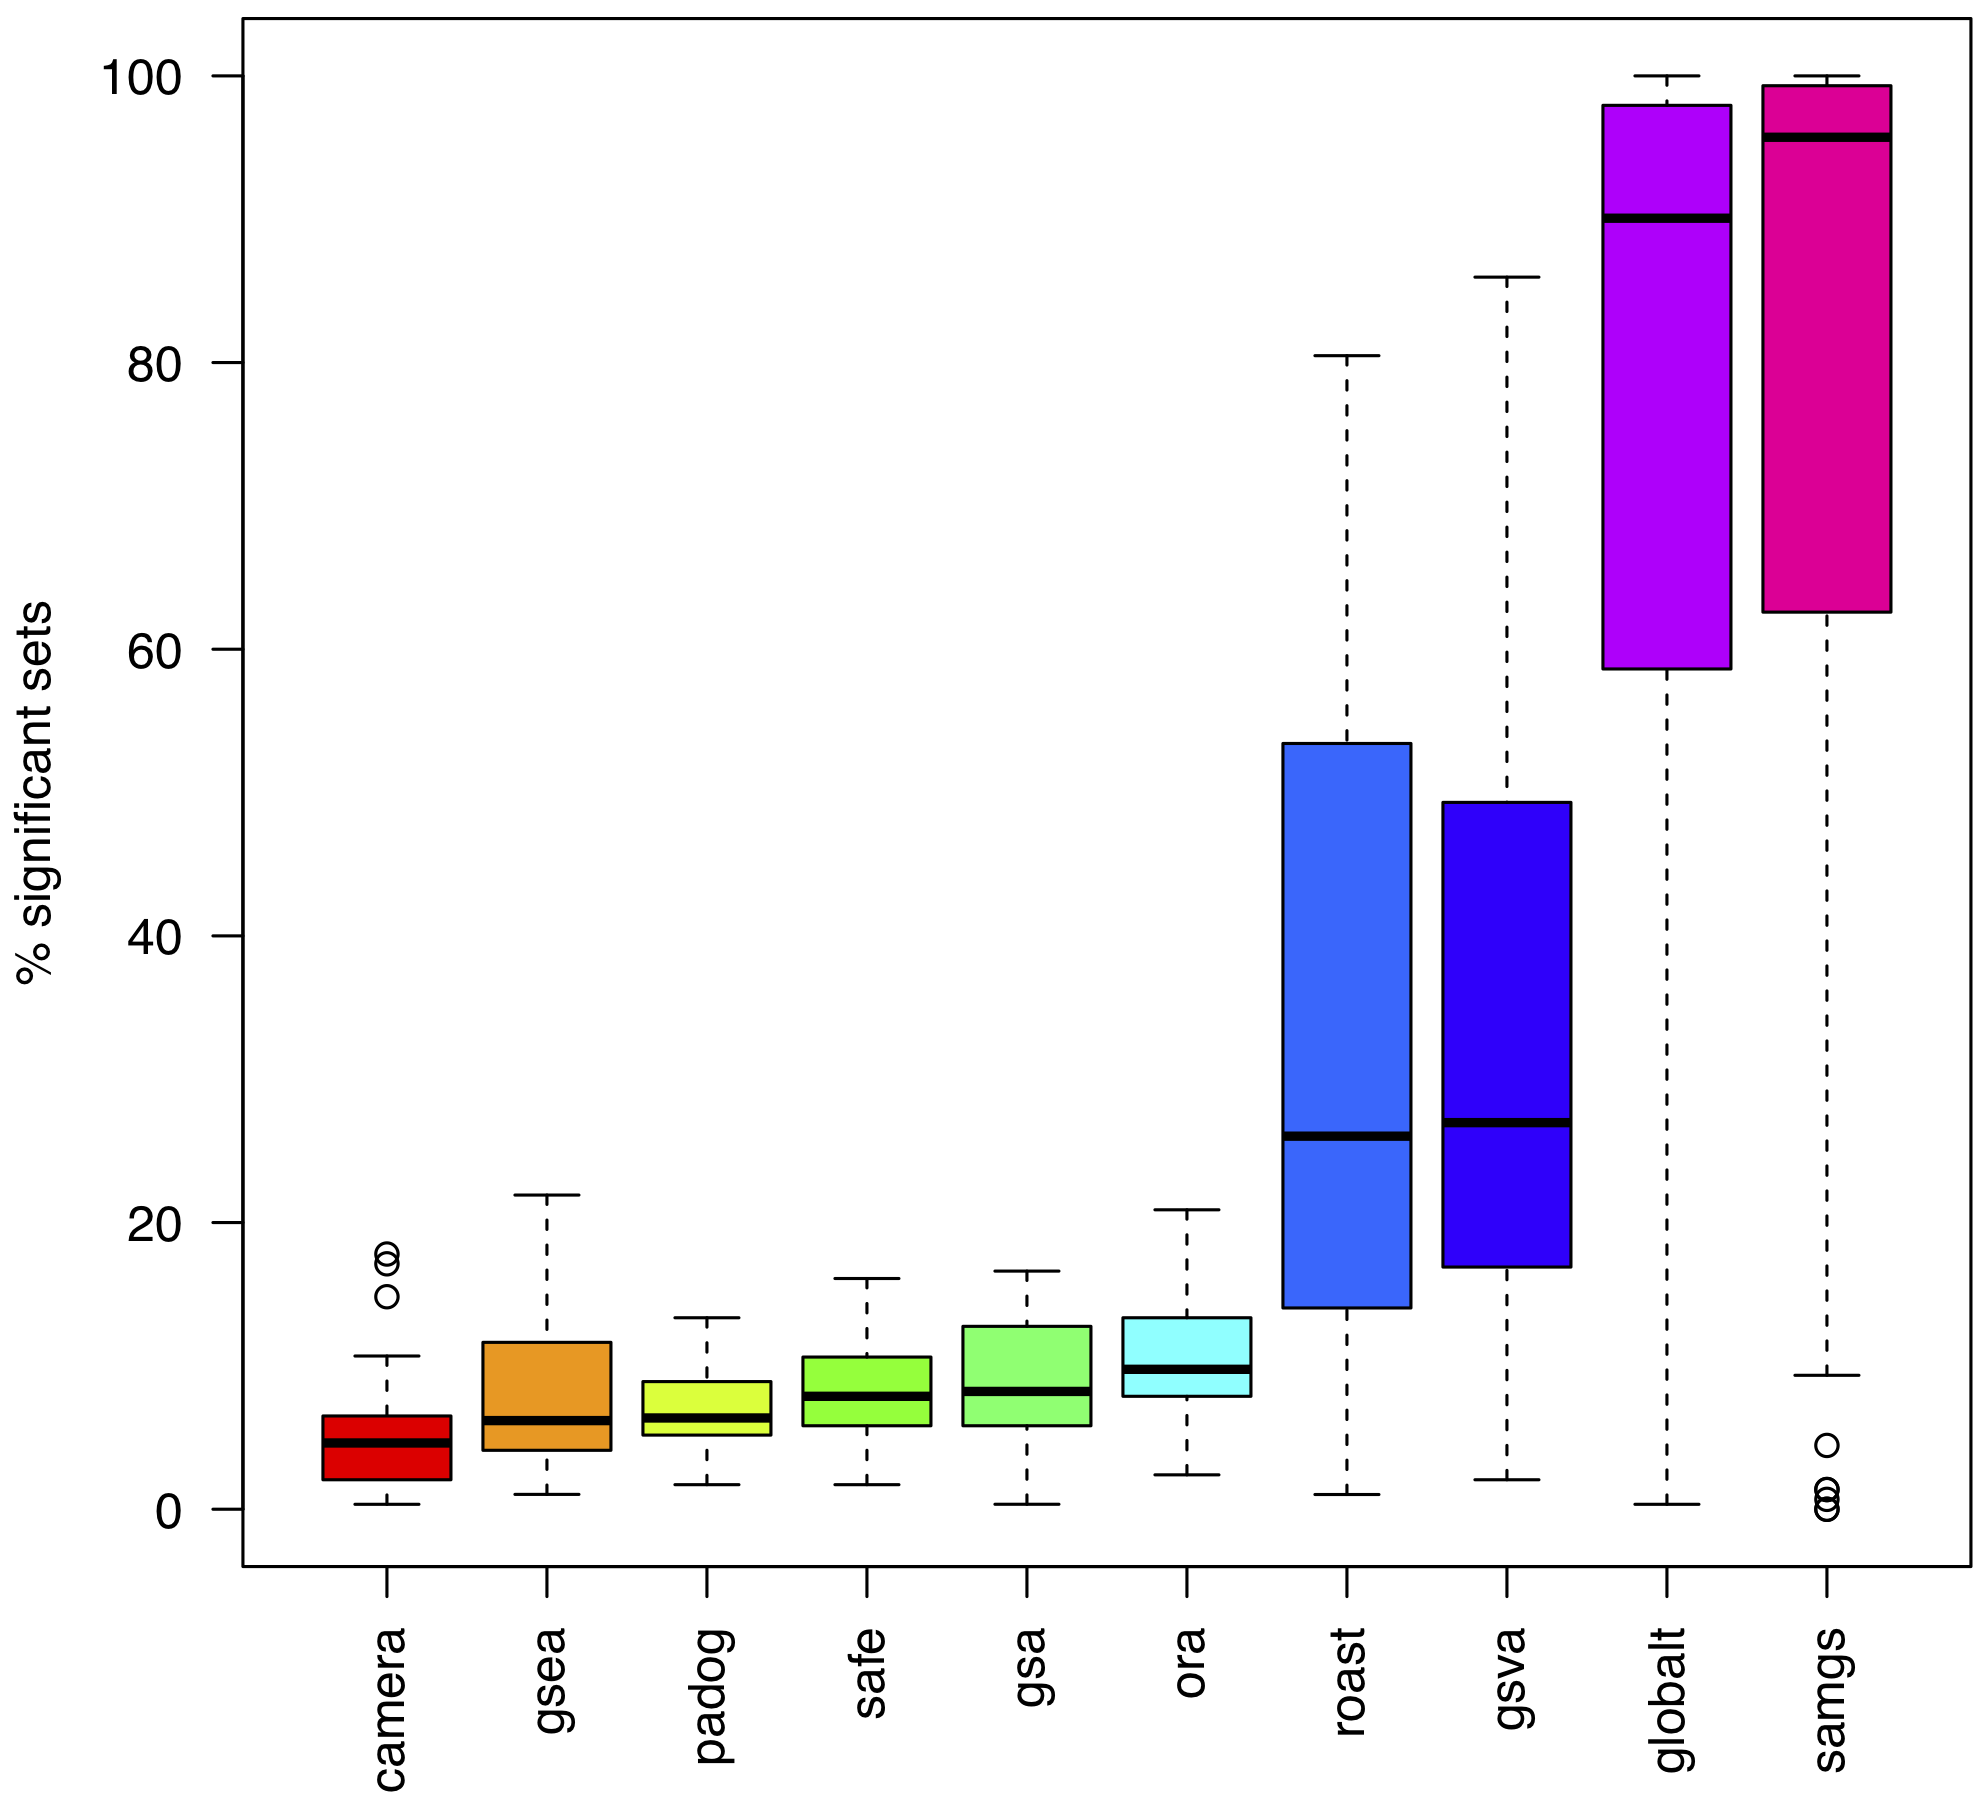 % significant sets
100
80
60
40
20
0
camera
gsea
padog
safe
gsa
ora
roast
gsva
globalt
samgs